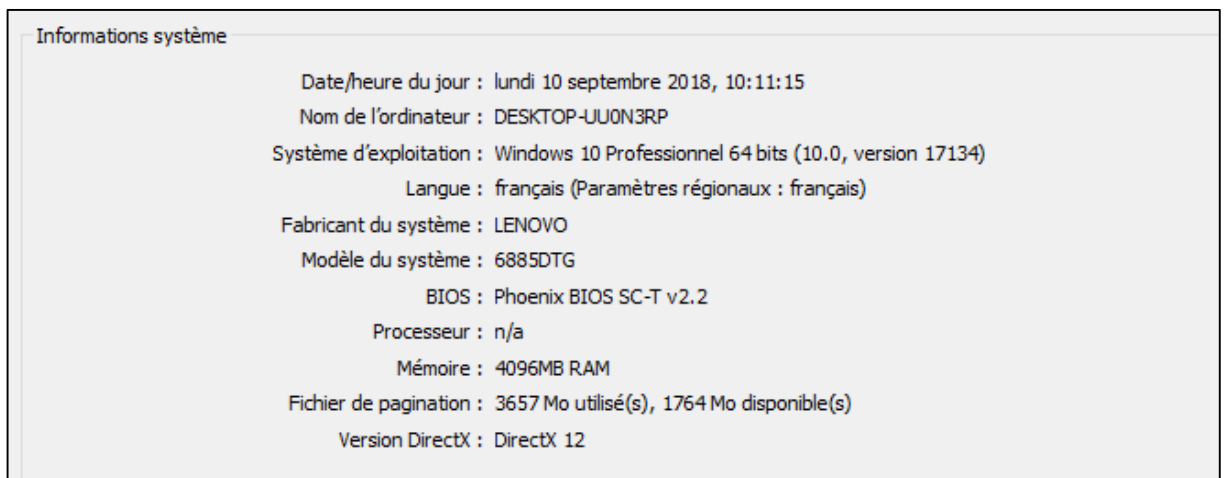 Informations système
Date/heure du jour : lundi 10 septembre 2018, 10:11:15
Nom de l'ordinateur : DESKTOP-UU0N3RP
Système d'exploitation : Windows 10 Professionnel 64 bits (10.0, version 17134)
Langue : français (Paramètres régionaux : français)
Fabricant du système : LENOVO
Modèle du système : 6885DTG
BIOS : Phoenix BIOS SC-T v2.2
Processeur : n/a
Mémoire : 4096MB RAM
Fichier de pagination : 3657 Mo utilisé(s), 1764 Mo disponible(s)
Version DirectX : DirectX 12